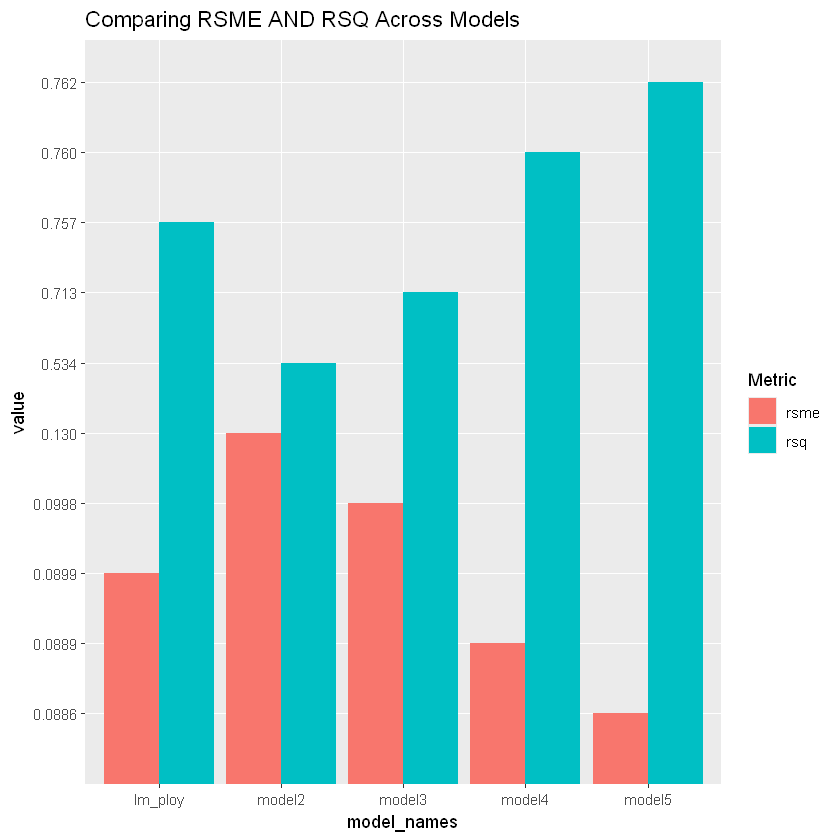 Comparing RSME AND RSQ Across Models
value
0.762
0.760
0.757
0.713
0.534
0.130
0.0998
0.0899
0.0889
0.0886
lm_ploy model2 model3 model4 model5
model_names
Metric
rsme
rsq